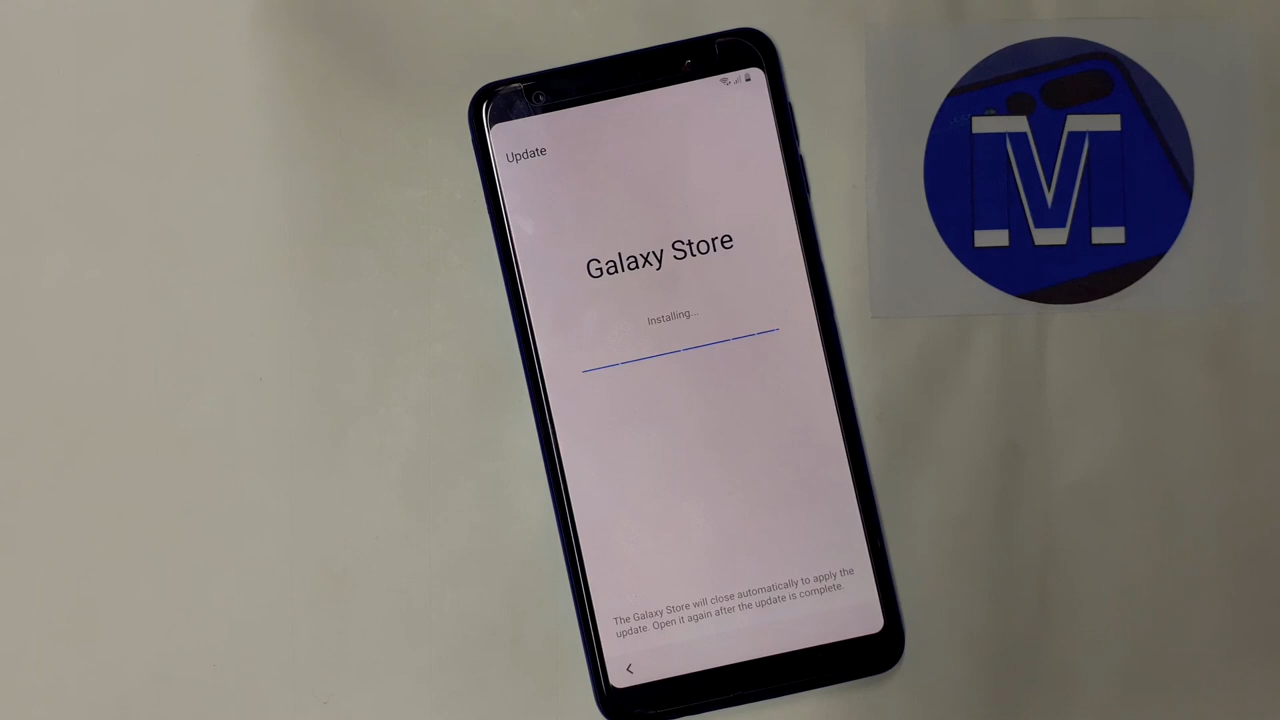 Update
Galaxy Store
Installing...
The Galaxy Store will close automatically to apply the
update. Open it again after the update is complete.
M